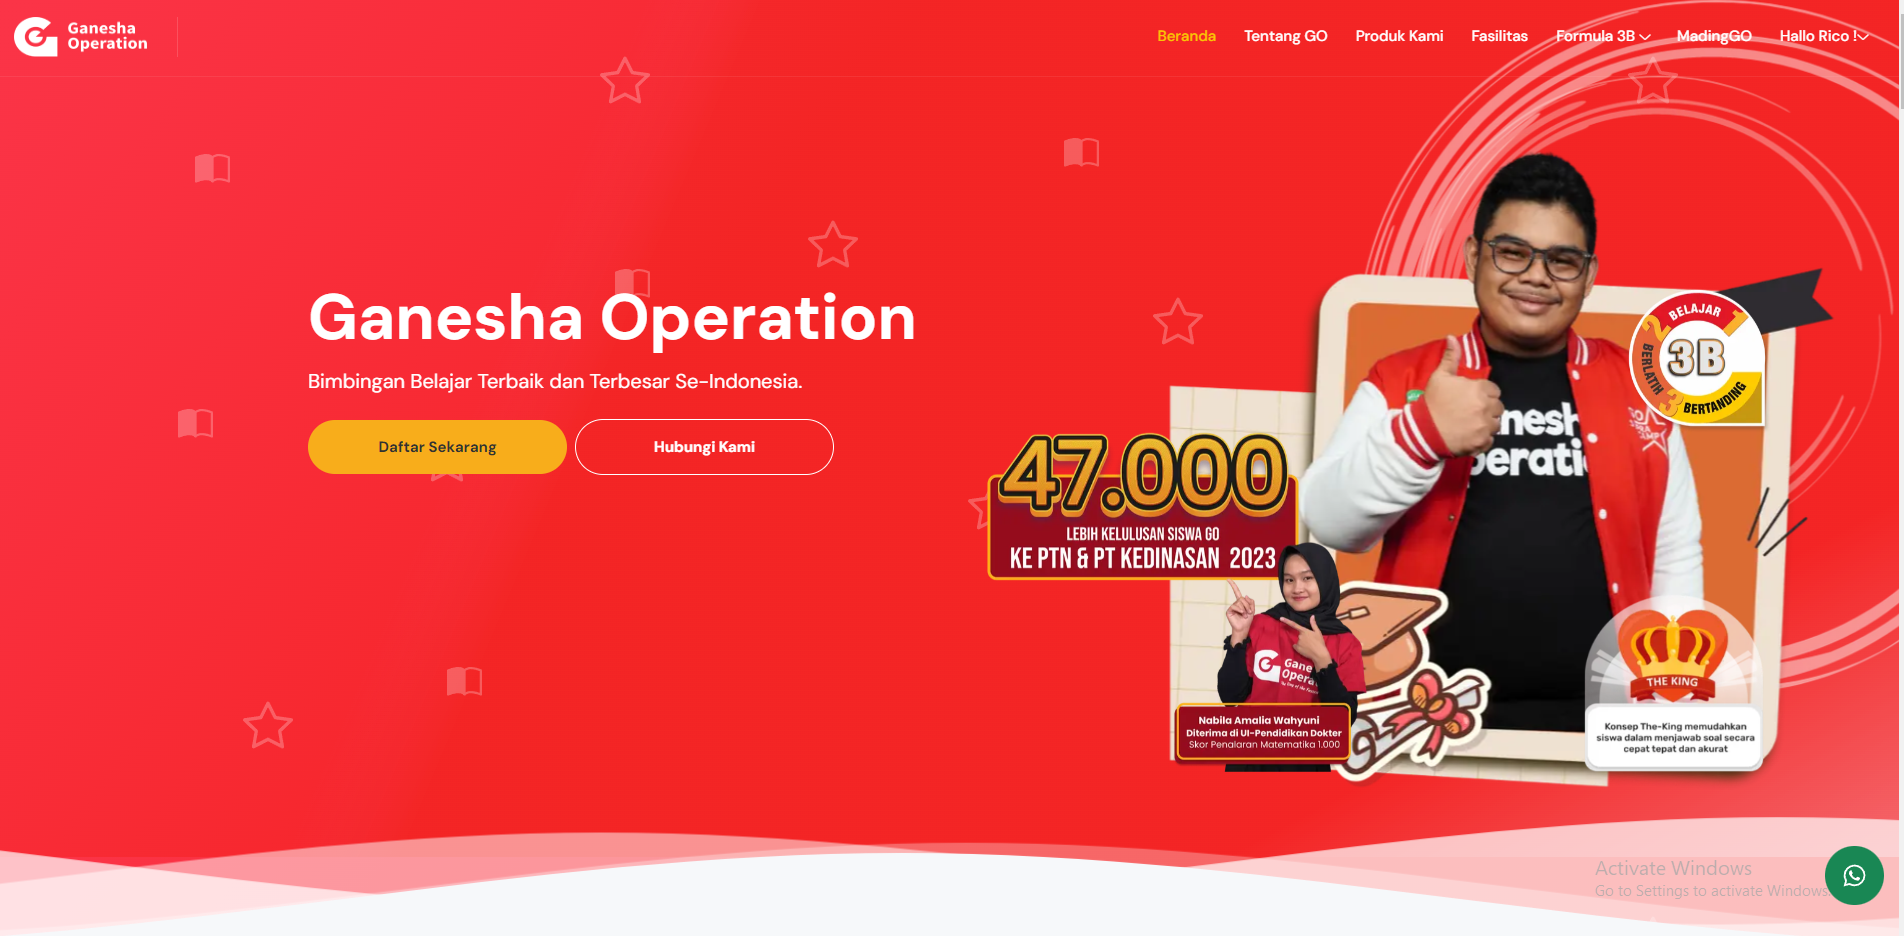 Ganesha
Operation
Beranda
Tentang GO
Produk Kami
Fasilitas
Formula 3B
MadingGO
Hallo Rico !
Ganesha Operation
Bimbingan Belajar Terbaik dan Terbesar Se-Indonesia.
Daftar Sekarang
Hubungi Kami
1 BELAJAR
2 BERLATIH
3 BERTANDING
3B
47.000
LEBIH KELULUSAN SISWA GO
KE PTN & PT KEDINASAN 2023
Nabila Amalia Wahyuni
Diterima di UI-Pendidikan Dokter
Skor Penalaran Matematika 1.000
THE KING
Konsep The-King memudahkan
siswa dalam menjawab soal secara
cepat tepat dan akurat
Activate Windows
Go to Settings to activate Windows.